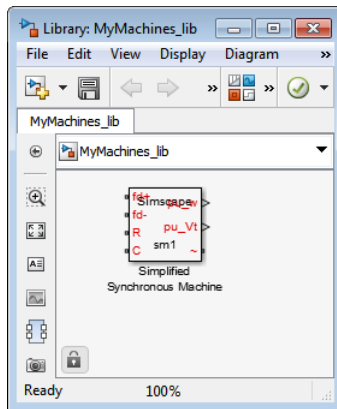 Library: MyMachines_lib
File Edit View Display Diagram »
» »
MyMachines_lib
MyMachines_lib
fd+ Simscape pu_w >
fd-
R pu_Vt >
C sm1 ~
Simplified
Synchronous Machine
Ready 100%